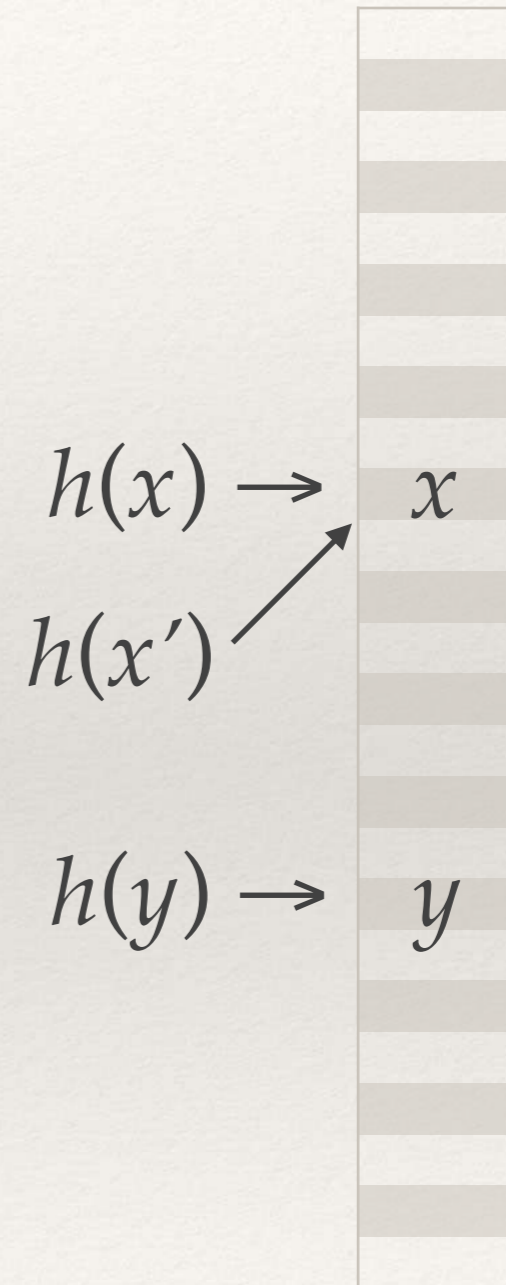 h(x) → x
h(x′)
h(y) → y